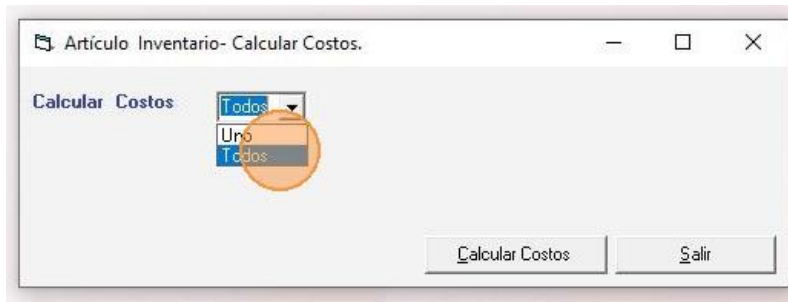 Artículo Inventario- Calcular Costos.
Calcular Costos
Todos
Uno
Todos
Calcular Costos
Salir